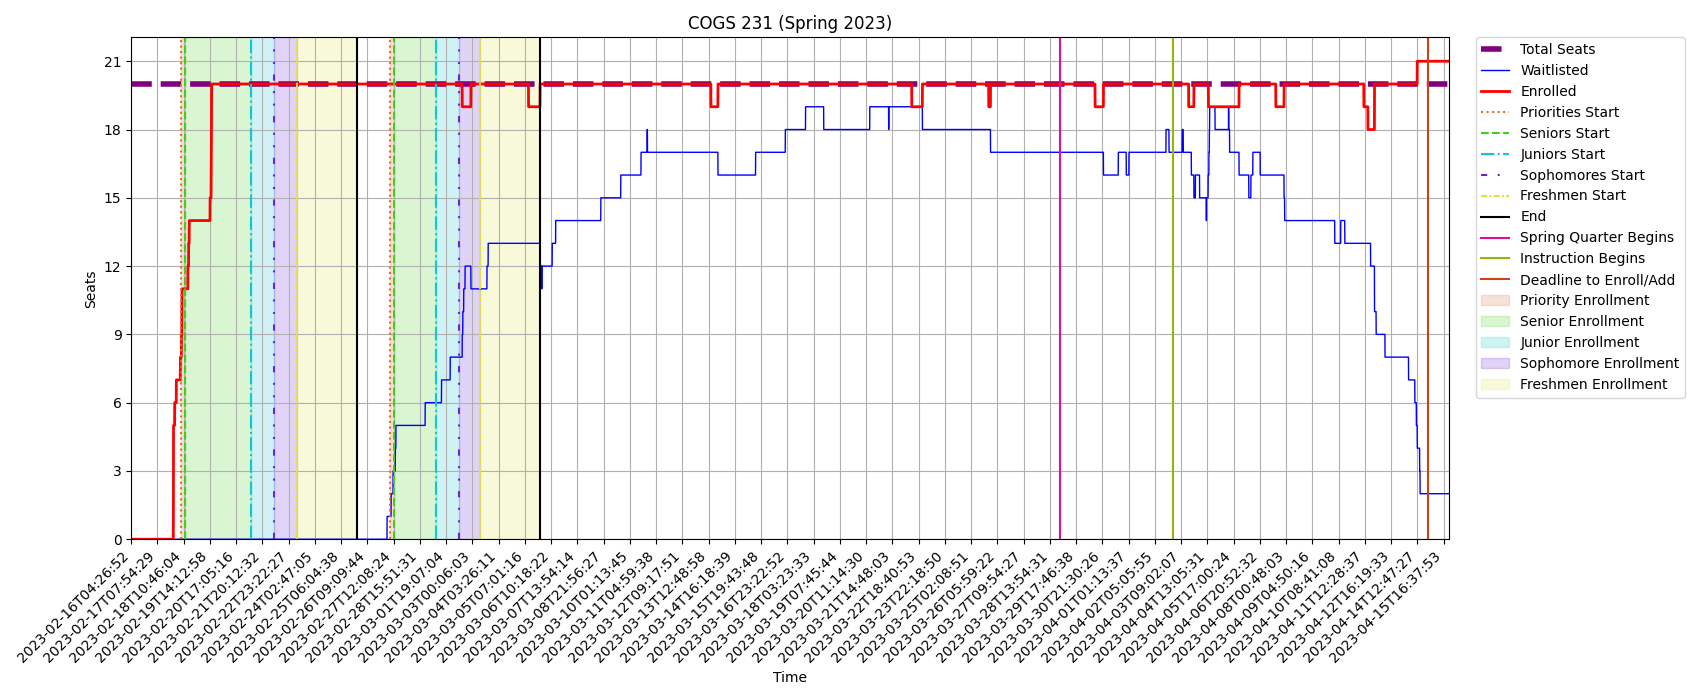 COGS 231 (Spring 2023)
Seats
21
18
15
12
9
6
3
0
2023-02-16T04:26:52
2023-02-17T07:54:29
2023-02-18T10:46:04
2023-02-19T14:12:58
2023-02-20T17:05:16
2023-02-21T20:12:32
2023-02-22T23:22:27
2023-02-24T02:47:05
2023-02-25T06:04:38
2023-02-26T09:09:44
2023-02-27T12:08:24
2023-02-28T15:51:31
2023-03-01T19:07:04
2023-03-03T00:06:03
2023-03-04T03:26:11
2023-03-05T07:01:16
2023-03-06T10:18:22
2023-03-07T13:54:14
2023-03-08T21:56:27
2023-03-10T01:13:45
2023-03-11T04:59:38
2023-03-12T09:17:51
2023-03-13T12:48:58
2023-03-14T16:18:39
2023-03-15T19:43:48
2023-03-16T23:22:52
2023-03-18T03:23:33
2023-03-19T07:45:44
2023-03-20T11:14:30
2023-03-21T14:48:03
2023-03-22T18:40:53
2023-03-23T22:18:50
2023-03-25T02:08:51
2023-03-26T05:59:22
2023-03-27T09:54:27
2023-03-28T13:54:31
2023-03-29T17:46:38
2023-03-30T21:30:26
2023-04-01T01:13:37
2023-04-02T05:05:55
2023-04-03T09:02:07
2023-04-04T13:05:31
2023-04-05T17:00:24
2023-04-06T20:52:32
2023-04-08T00:48:03
2023-04-09T04:50:16
2023-04-10T08:41:08
2023-04-11T12:28:37
2023-04-12T16:19:33
2023-04-14T12:47:27
2023-04-15T16:37:53
Time
Total Seats
Waitlisted
Enrolled
Priorities Start
Seniors Start
Juniors Start
Sophomores Start
Freshmen Start
End
Spring Quarter Begins
Instruction Begins
Deadline to Enroll/Add
Priority Enrollment
Senior Enrollment
Junior Enrollment
Sophomore Enrollment
Freshmen Enrollment